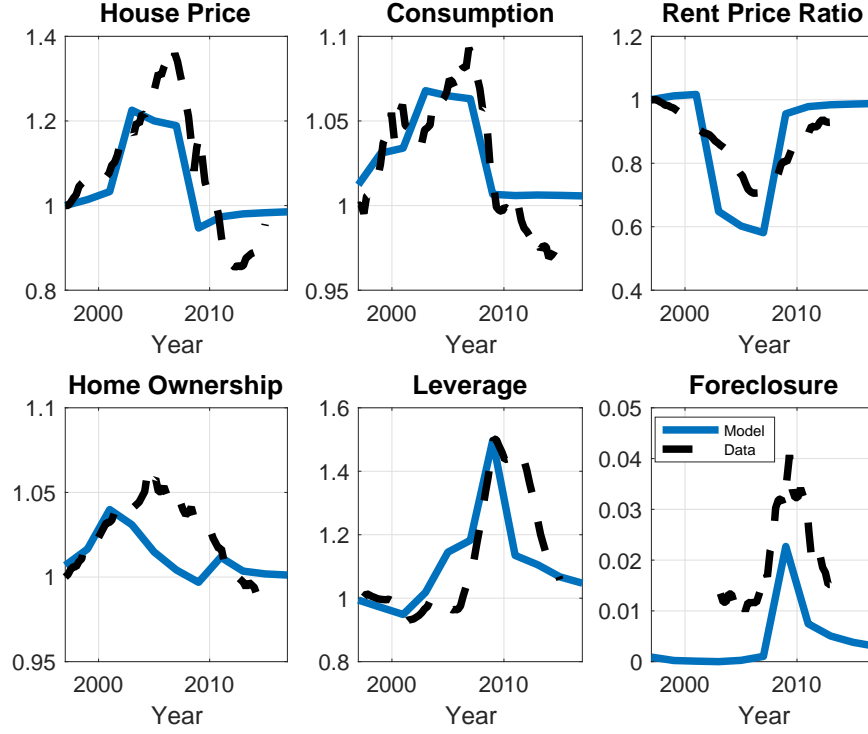 House Price
1.4
1.2
1
0.8
2000 2010
Year
Consumption
1.1
1.05
1
0.95
2000 2010
Year
Rent Price Ratio
1.2
1
0.8
0.6
0.4
2000 2010
Year
Home Ownership
1.1
1.05
1
0.95
2000 2010
Year
Leverage
1.6
1.4
1.2
1
0.8
2000 2010
Year
Foreclosure
0.05
0.04
0.03
0.02
0.01
0
Model
Data
2000 2010
Year